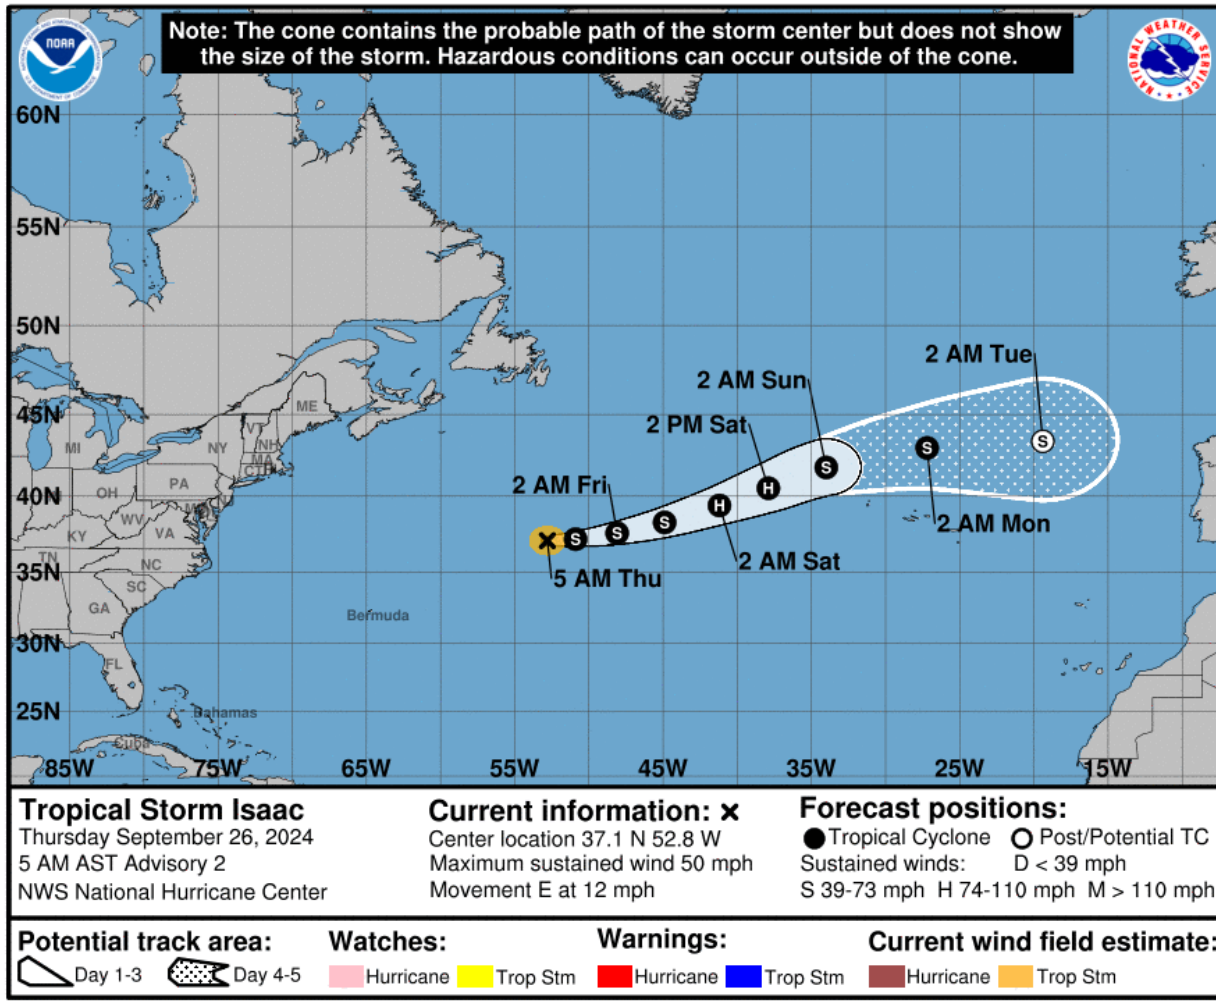 Note: The cone contains the probable path of the storm center but does not show
the size of the storm. Hazardous conditions can occur outside of the cone.
NOAA
NATIONAL WEATHER SERVICE
60N
55N
50N
2 AM Tue
2 AM Sun
ME
45N
VT
2 PM Sat
MI
NY
NH
MA
CT
S
S
H
S
2 AM Fri
PA
OH
40N
H
2 AM Mon
WV
S
S
S
KY
VA
2 AM Sat
TN
NC
35N
5 AM Thu
SC
GA
Bermuda
30N
FL
25N
Bahamas
Cuba
85W 75W 65W 55W 45W 35W 25W 15W
Tropical Storm Isaac
Thursday September 26, 2024
5 AM AST Advisory 2
NWS National Hurricane Center
Current information: ×
Center location 37.1 N 52.8 W
Maximum sustained wind 50 mph
Movement E at 12 mph
Forecast positions:
Tropical Cyclone Post/Potential TC
Sustained winds: D < 39 mph
S 39-73 mph H 74-110 mph M > 110 mph
Potential track area:
Day 1-3 Day 4-5
Watches:
Hurricane Trop Stm
Warnings:
Hurricane Trop Stm
Current wind field estimate:
Hurricane Trop Stm